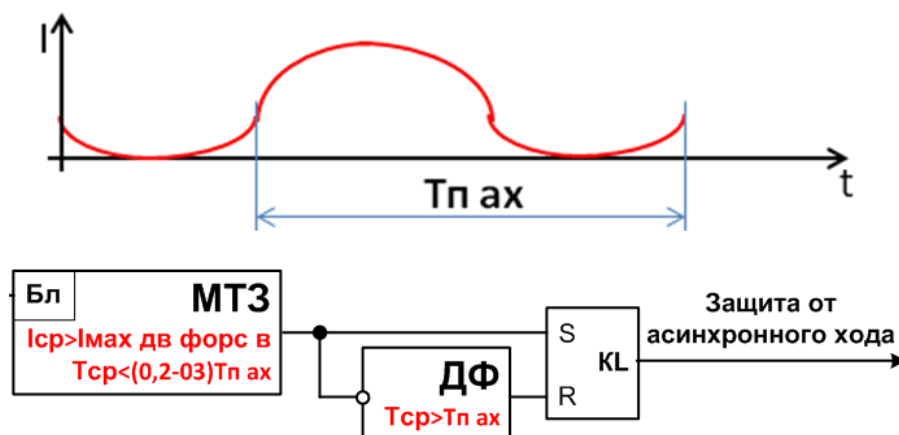 I
t
Тп ах
Бл
МТЗ
Iср>Iмах дв форс в
Тср<(0,2-03)Тп ах
ДФ
Тср>Тп ах
S
R
KL
Защита от
асинхронного хода